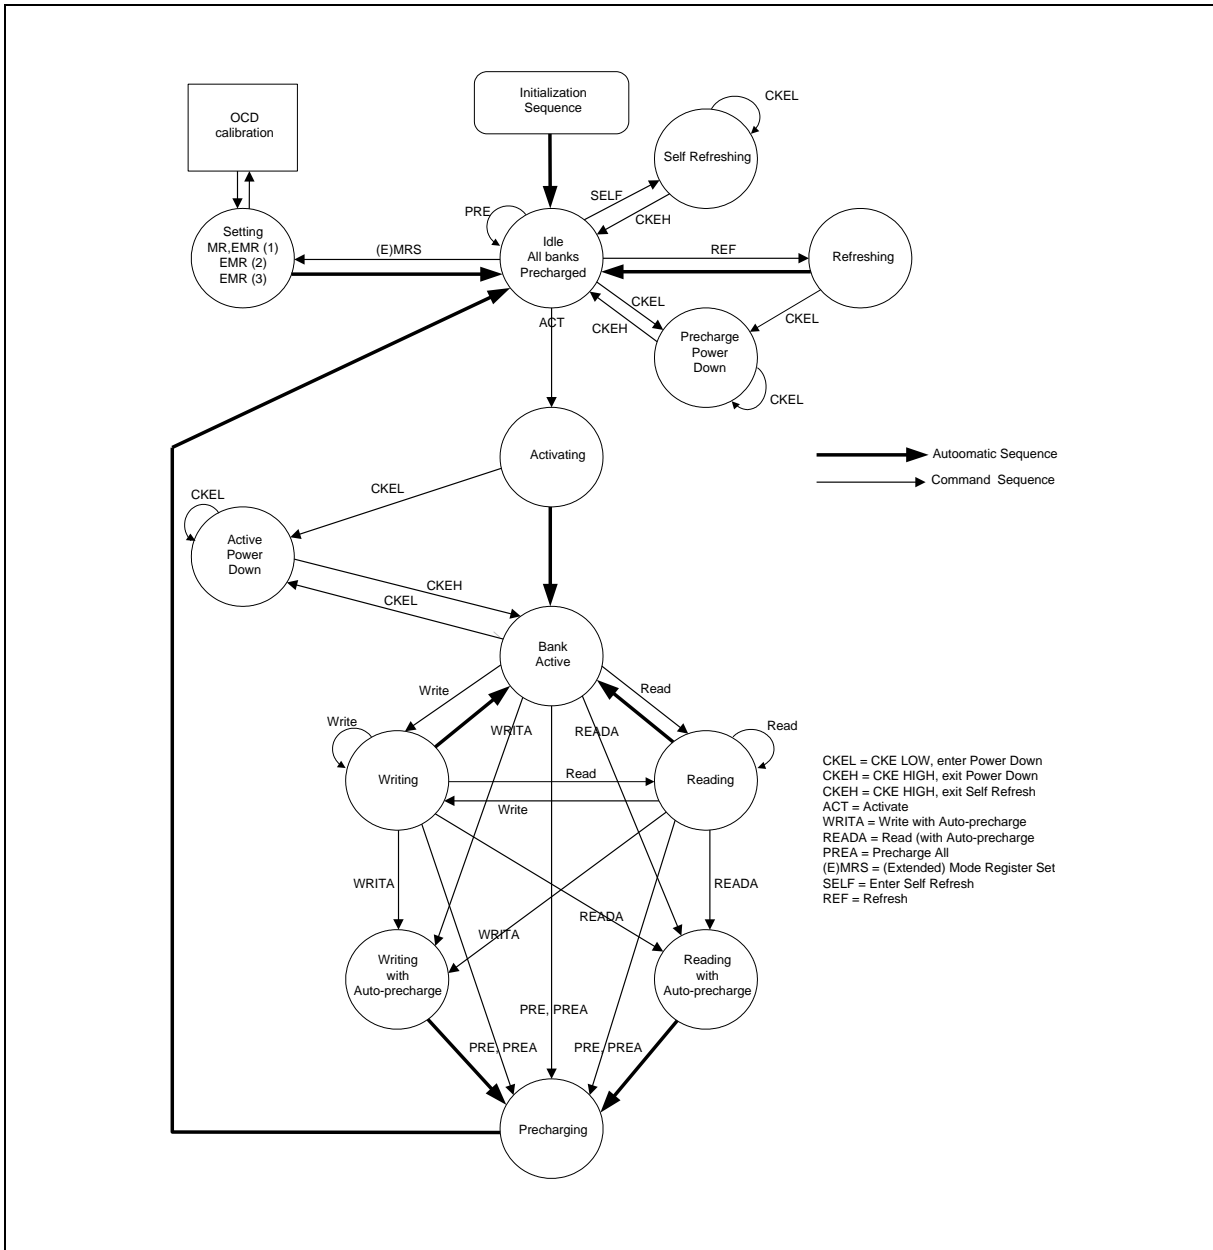 Initialization
Sequence
CKEL
OCD
calibration
Self Refreshing
SELF
CKEH
PRE
Setting
MR,EMR (1)
EMR (2)
EMR (3)
(E)MRS
Idle
All banks
Precharged
REF
Refreshing
CKEL
CKEH
CKEL
ACT
Precharge
Power
Down
CKEL
Activating
Autoomatic Sequence
Command Sequence
CKEL
CKEL
Active
Power
Down
CKEH
CKEL
Bank
Active
Write
Read
Write
WRITA
READA
Read
Writing
Read
Reading
Write
CKEL = CKE LOW, enter Power Down
CKEH = CKE HIGH, exit Power Down
CKEH = CKE HIGH, exit Self Refresh
ACT = Activate
WRITA = Write with Auto-precharge
READA = Read (with Auto-precharge
PREA = Precharge All
(E)MRS = (Extended) Mode Register Set
SELF = Enter Self Refresh
REF = Refresh
WRITA
READA
READA
WRITA
Writing
with
Auto-precharge
Reading
with
Auto-precharge
PRE, PREA
PRE, PREA
PRE, PREA
Precharging